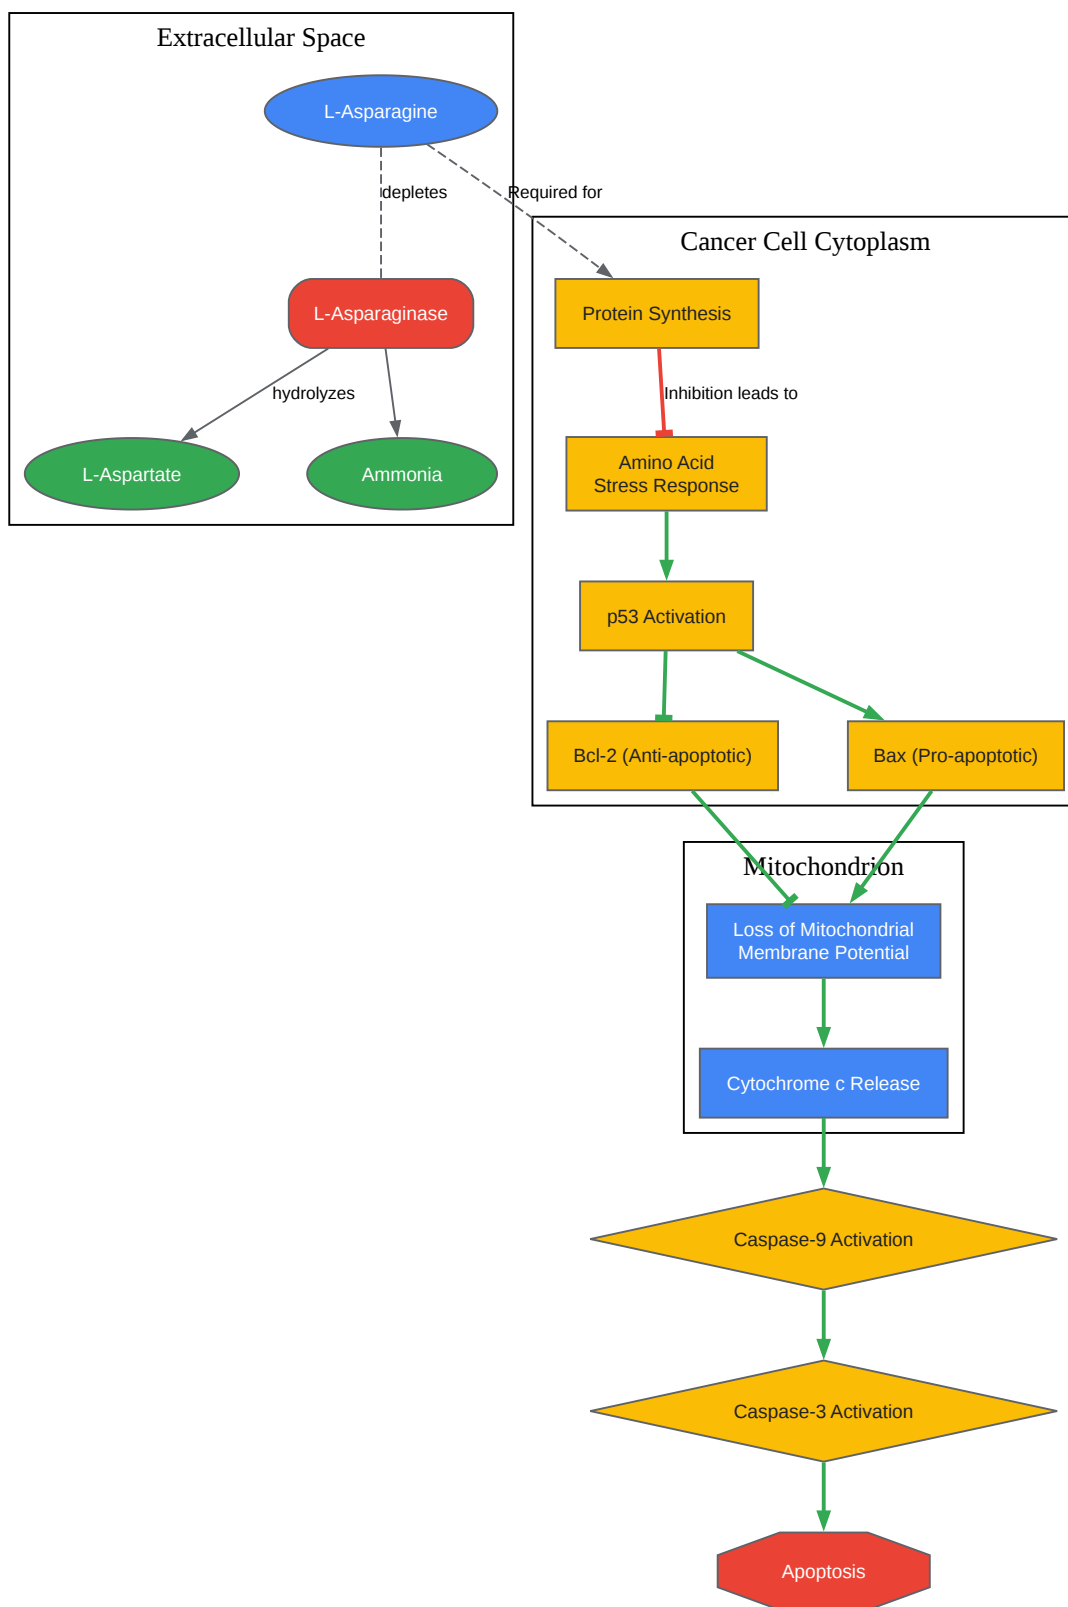 Extracellular Space
L-Asparagine
depletes
Required for
Cancer Cell Cytoplasm
L-Asparaginase
Protein Synthesis
hydrolyzes
Inhibition leads to
L-Aspartate
Ammonia
Amino Acid
Stress Response
p53 Activation
Bcl-2 (Anti-apoptotic)
Bax (Pro-apoptotic)
Mitochondrion
Loss of Mitochondrial
Membrane Potential
Cytochrome c Release
Caspase-9 Activation
Caspase-3 Activation
Apoptosis